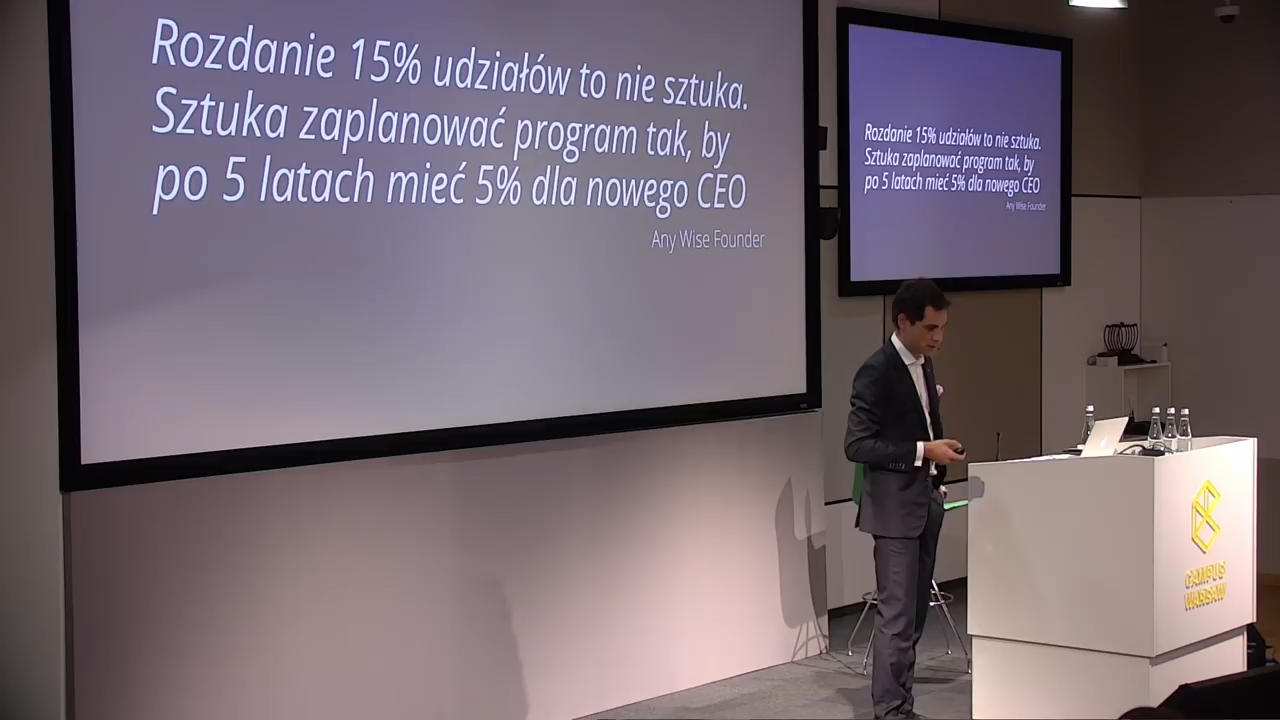 Rozdanie 15% udziałów to nie sztuka.
Sztuka zaplanować program tak, by
po 5 latach mieć 5% dla nowego CEO
Any Wise Founder
Rozdanie 15% udziałów to nie sztuka.
Sztuka zaplanować program tak, by
po 5 latach mieć 5% dla nowego CEO
Any Wise Founder
CAMPUS
WARSAW